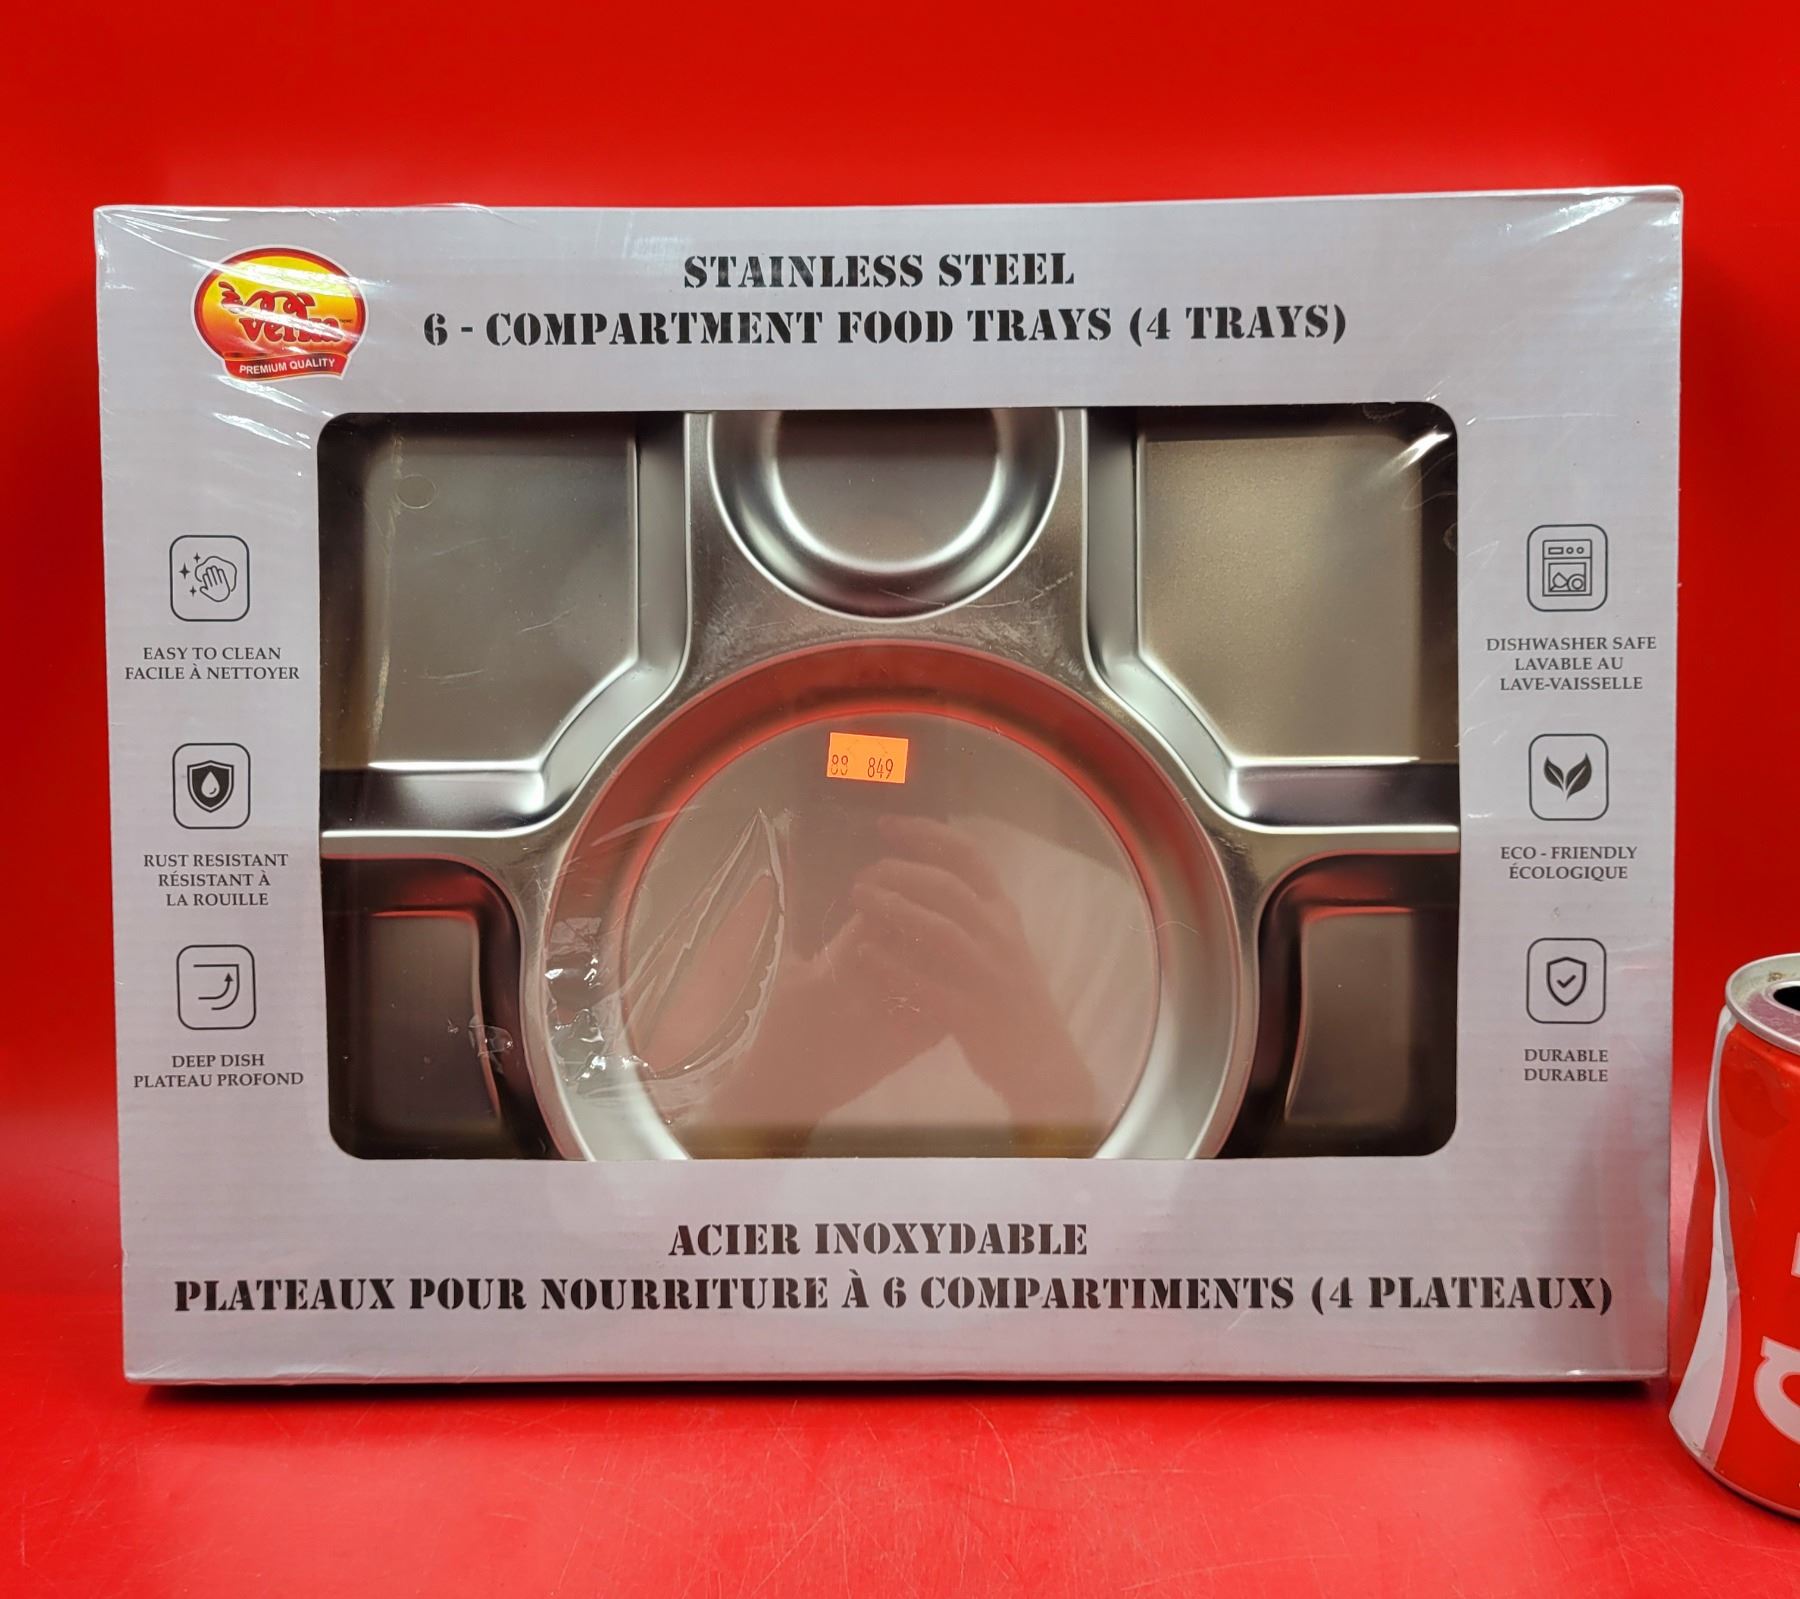 verka
PREMIUM QUALITY
STAINLESS STEEL
6 - COMPARTMENT FOOD TRAYS (4 TRAYS)
EASY TO CLEAN
FACILE À NETTOYER
RUST RESISTANT
RÉSISTANT À
LA ROUILLE
DEEP DISH
PLATEAU PROFOND
89 849
DISHWASHER SAFE
LAVABLE AU
LAVE-VAISSELLE
ECO - FRIENDLY
ÉCOLOGIQUE
DURABLE
DURABLE
ACIER INOXYDABLE
PLATEAUX POUR NOURRITURE À 6 COMPARTIMENTS (4 PLATEAUX)